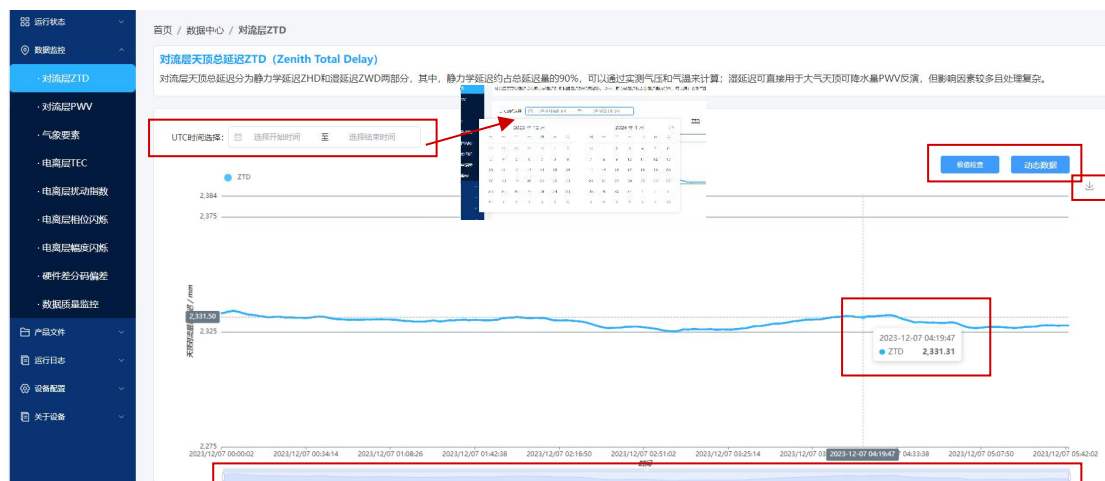 运行状态
首页 / 数据中心 / 对流层ZTD
数据监控
对流层天顶总延迟ZTD（Zenith Total Delay）
· 对流层ZTD
对流层天顶总延迟分为静力学延迟ZHD和湿延迟ZWD两部分，其中，静力学延迟约占总延迟量的90%，可以通过实测气压和气温来计算；湿延迟可直接用于大气天顶可降水量PWV反演，但影响因素较多且处理复杂。
· 对流层PWV
· 气象要素
UTC时间选择： 选择开始时间 至 选择结束时间
· 电离层TEC
极值检查 动态数据
ZTD
· 电离层扰动指数
2,384
· 电离层相位闪烁
2,375
· 电离层幅度闪烁
· 硬件差分码偏差
· 数据质量监控
2,331.50
产品文件
2,325
2023-12-07 04:19:47
ZTD 2,331.31
运行日志
设备配置
关于设备
2,275
2023/12/07 00:00:02 2023/12/07 00:34:14 2023/12/07 01:08:26 2023/12/07 01:42:38 2023/12/07 02:16:50 2023/12/07 02:51:02 2023/12/07 03:25:14 2023/12/07 03 2023-12-07 04:19:47 04:33:38 2023/12/07 05:07:50 2023/12/07 05:42:02
时间